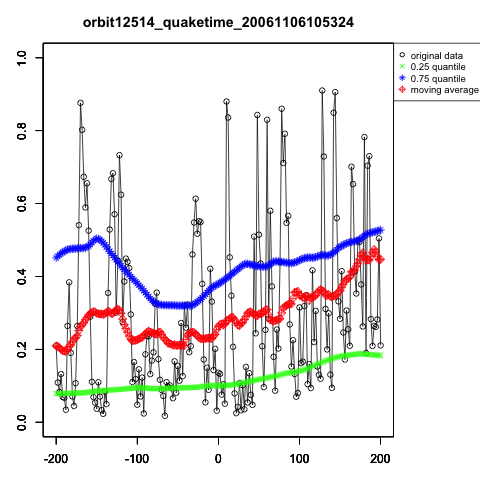 orbit12514_quaketime_20061106105324
original data
0.25 quantile
0.75 quantile
moving average
1.0
0.8
0.6
0.4
0.2
0.0
-200 -100 0 100 200